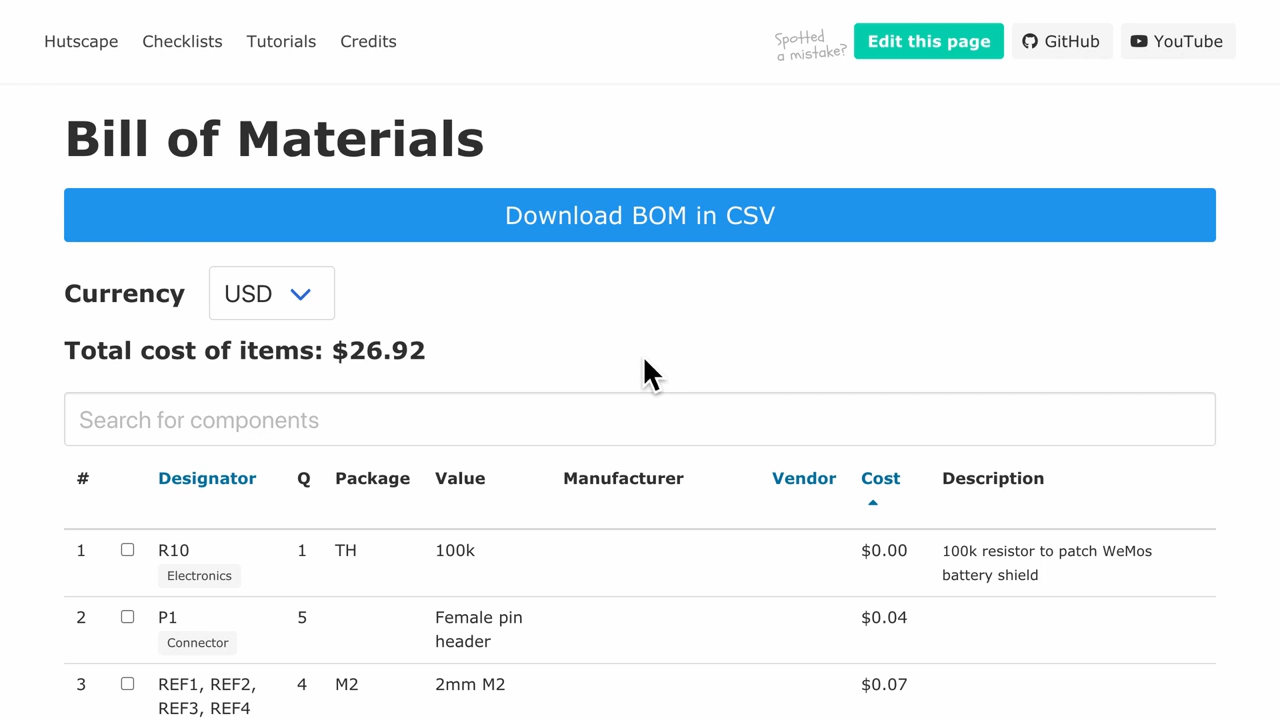 Hutscape Checklists Tutorials Credits Spotted a mistake? Edit this page GitHub YouTube
Bill of Materials
Download BOM in CSV
Currency USD
Total cost of items: $26.92
Search for components
# Designator Q Package Value Manufacturer Vendor Cost Description
1 R10 1 TH 100k $0.00 100k resistor to patch WeMos
Electronics battery shield
2 P1 5 Female pin $0.04
Connector header
3 REF1, REF2, 4 M2 2mm M2 $0.07
REF3, REF4